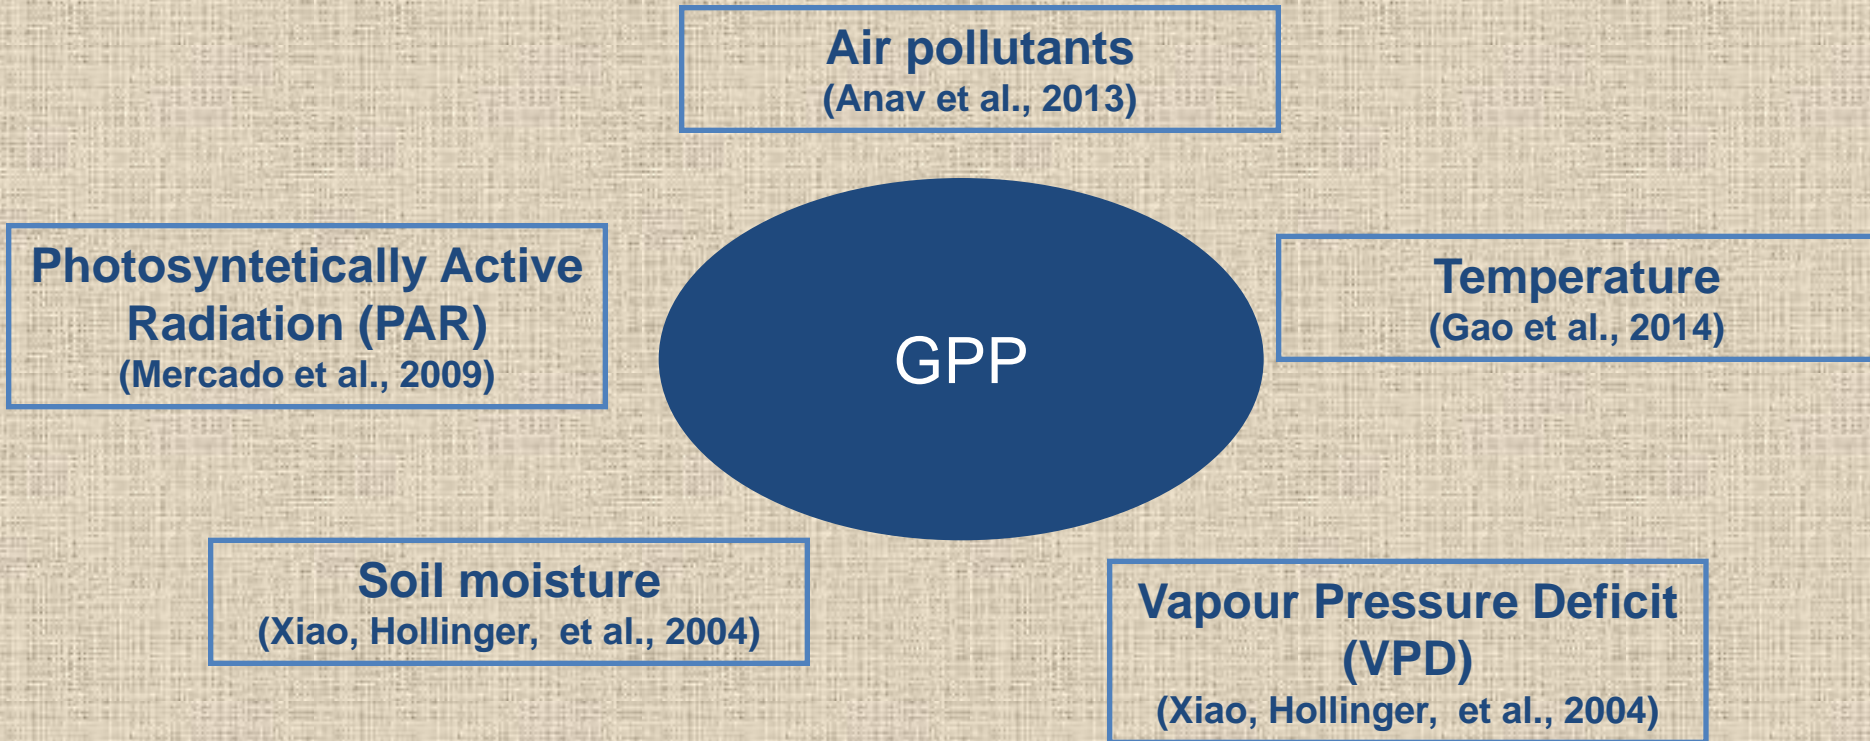 Air pollutants
(Anav et al., 2013)
Photosyntetically Active
Radiation (PAR)
(Mercado et al., 2009)
GPP
Temperature
(Gao et al., 2014)
Soil moisture
(Xiao, Hollinger,  et al., 2004)
Vapour Pressure Deficit
(VPD)
(Xiao, Hollinger,  et al., 2004)